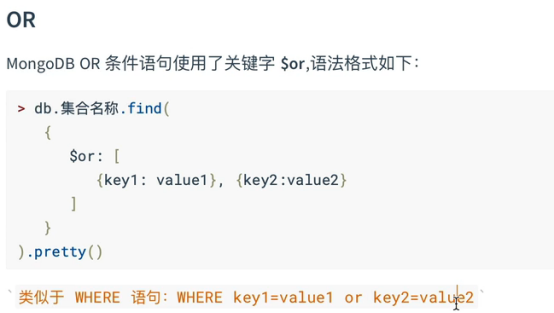 OR
MongoDB OR 条件语句使用了关键字 $or,语法格式如下：
> db.集合名称.find(
{
$or: [
{key1: value1}, {key2:value2}
]
}
).pretty()
`类似于 WHERE 语句：WHERE key1=value1 or key2=value2`